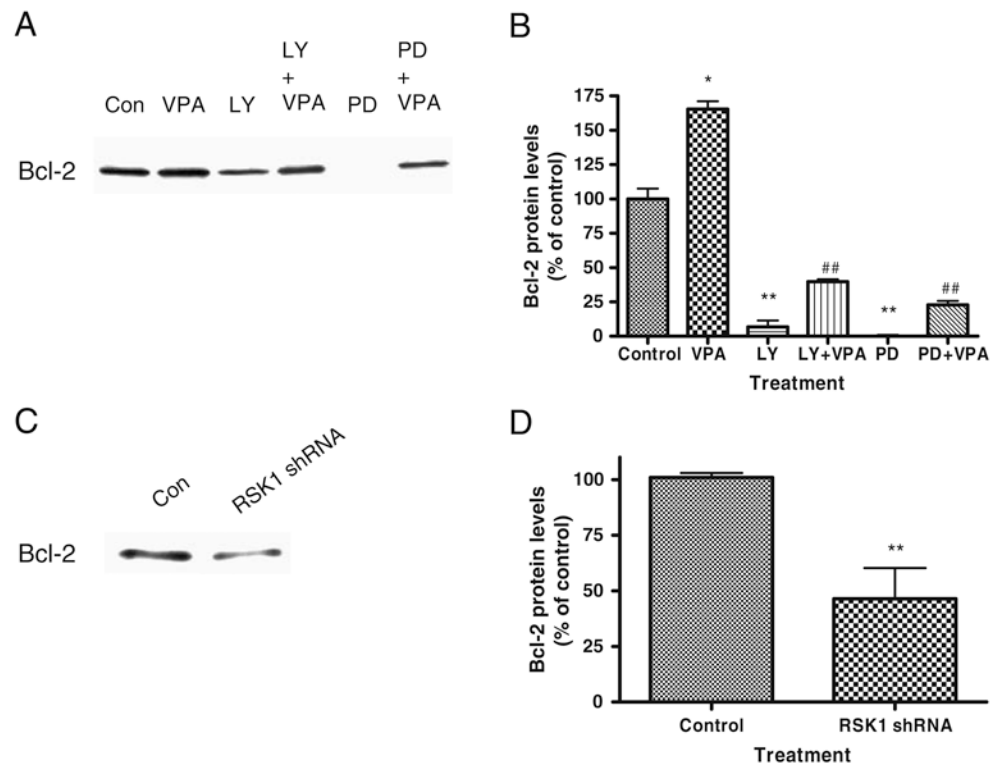 A
Con VPA LY LY + VPA PD PD + VPA
Bcl-2
B
Bcl-2 protein levels
(% of control)
175
150
125
100
75
50
25
0
*
**
##
**
##
Control VPA LY LY+VPA PD PD+VPA
Treatment
C
Con RSK1 shRNA
Bcl-2
D
Bcl-2 protein levels
(% of control)
100
75
50
25
0
**
Control RSK1 shRNA
Treatment